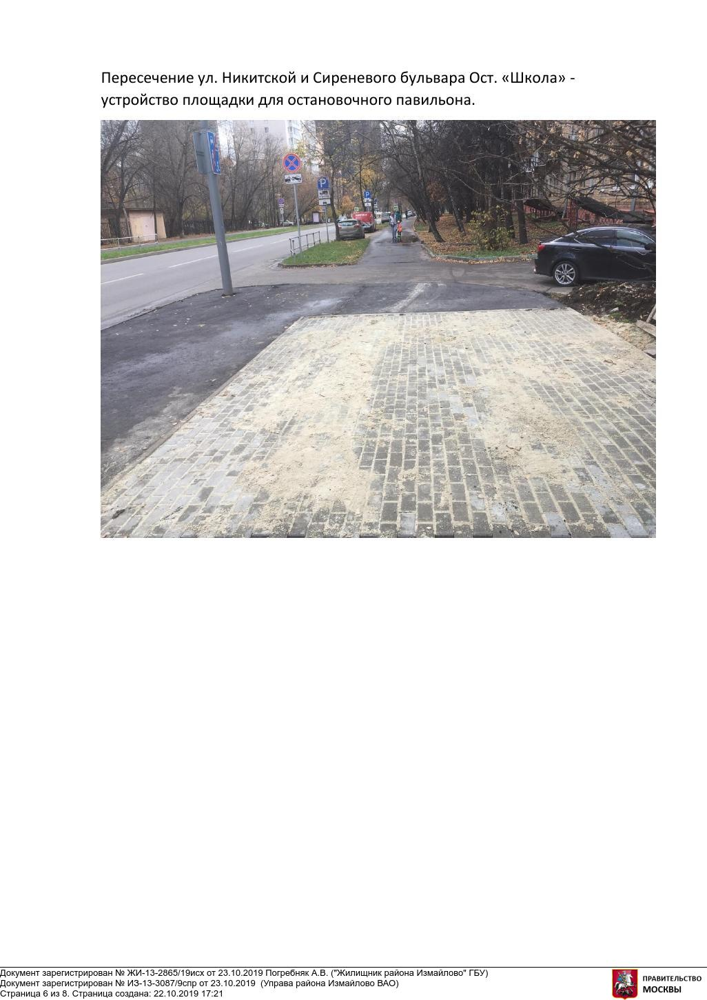 Пересечение ул. Никитской и Сиреневого бульвара Ост. «Школа» -
устройство площадки для остановочного павильона.
P
P
Документ зарегистрирован № ЖИ-13-2865/19исх от 23.10.2019 Погребняк А.В. ("Жилищник района Измайлово" ГБУ)
Документ зарегистрирован № ИЗ-13-3087/9спр от 23.10.2019 (Управа района Измайлово ВАО)
Страница 6 из 8. Страница создана: 22.10.2019 17:21
ПРАВИТЕЛЬСТВО
МОСКВЫ